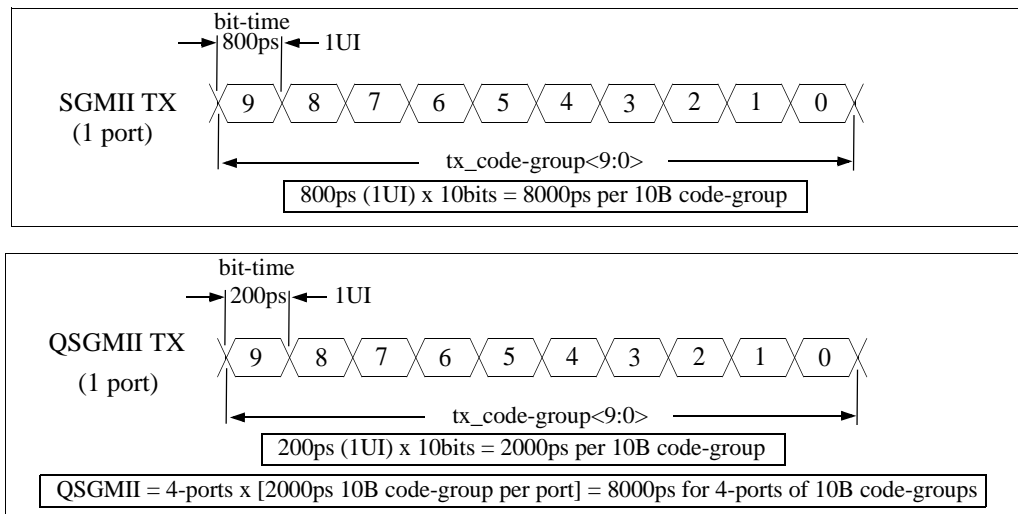 bit-time
800ps 1UI
SGMII TX
(1 port)
9 8 7 6 5 4 3 2 1 0
tx_code-group<9:0>
800ps (1UI) x 10bits = 8000ps per 10B code-group
bit-time
200ps 1UI
QSGMII TX
(1 port)
9 8 7 6 5 4 3 2 1 0
tx_code-group<9:0>
200ps (1UI) x 10bits = 2000ps per 10B code-group
QSGMII = 4-ports x [2000ps 10B code-group per port] = 8000ps for 4-ports of 10B code-groups